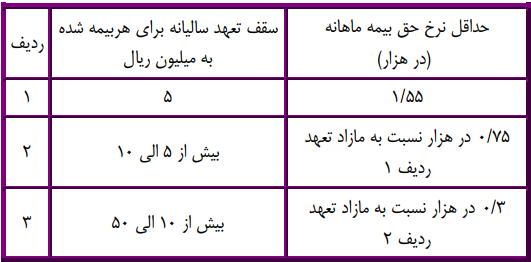 ردیف
سقف تعهد سالیانه برای هربیمه شده
به میلیون ریال
حداقل نرخ حق بیمه ماهانه
(در هزار)
۱
۵
۱/۵۵
۲
بیش از ۵ الی ۱۰
۰/۷۵ در هزار نسبت به مازاد تعهد
ردیف ۱
۳
بیش از ۱۰ الی ۵۰
۰/۳ در هزار نسبت به مازاد تعهد
ردیف ۲